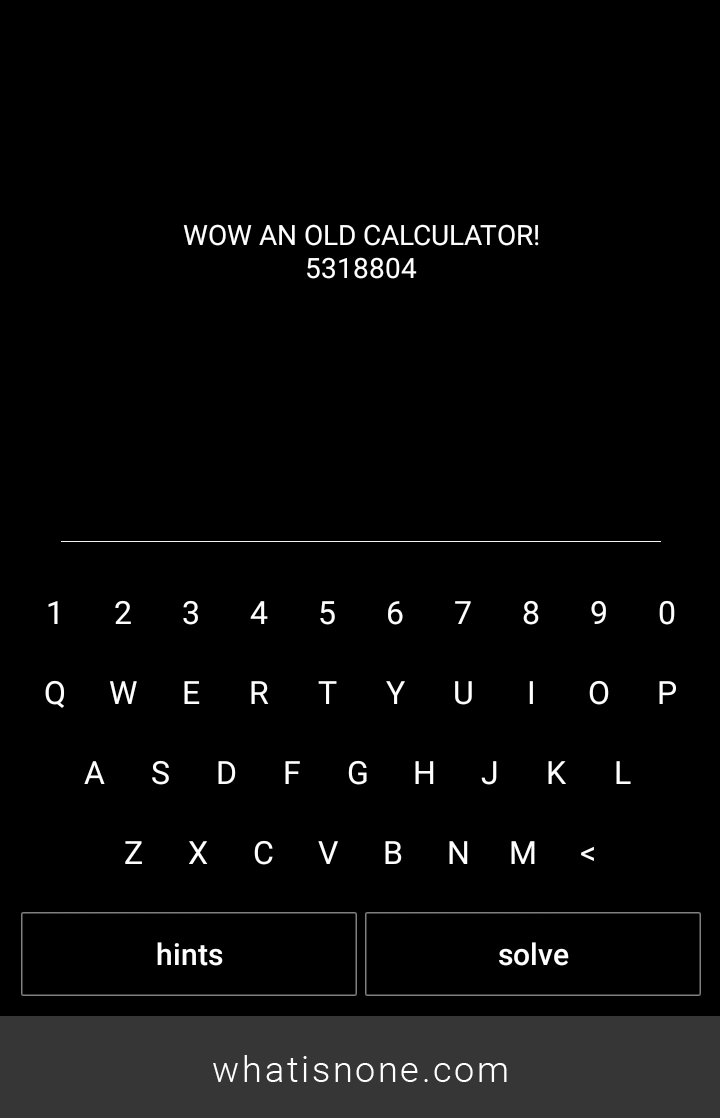 WOW AN OLD CALCULATOR!
5318804
1 2 3 4 5 6 7 8 9 0
Q W E R T Y U I O P
A S D F G H J K L
Z X C V B N M <
hints solve
whatisnone.com